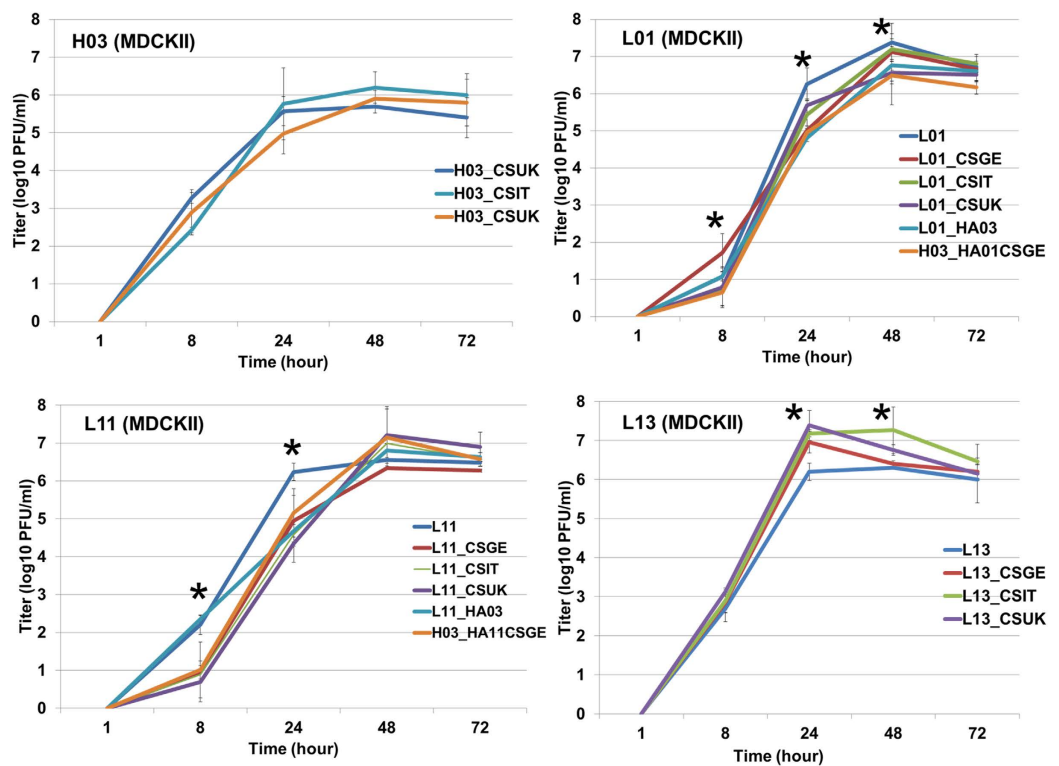 H03 (MDCKII)
Titer (log10 PFU/ml)
8
7
6
5
4
3
2
1
0
H03_CSUK
H03_CSIT
H03_CSUK
1 8 24 48 72
Time (hour)
L01 (MDCKII)
Titer (log10 PFU/ml)
8
7
6
5
4
3
2
1
0
*
*
*
L01
L01_CSGE
L01_CSIT
L01_CSUK
L01_HA03
H03_HA01CSGE
1 8 24 48 72
Time (hour)
L11 (MDCKII)
Titer (log10 PFU/ml)
8
7
6
5
4
3
2
1
0
*
*
L11
L11_CSGE
L11_CSIT
L11_CSUK
L11_HA03
H03_HA11CSGE
1 8 24 48 72
Time (hour)
L13 (MDCKII)
Titer (log10 PFU/ml)
8
7
6
5
4
3
2
1
0
* *
L13
L13_CSGE
L13_CSIT
L13_CSUK
1 8 24 48 72
Time (hour)